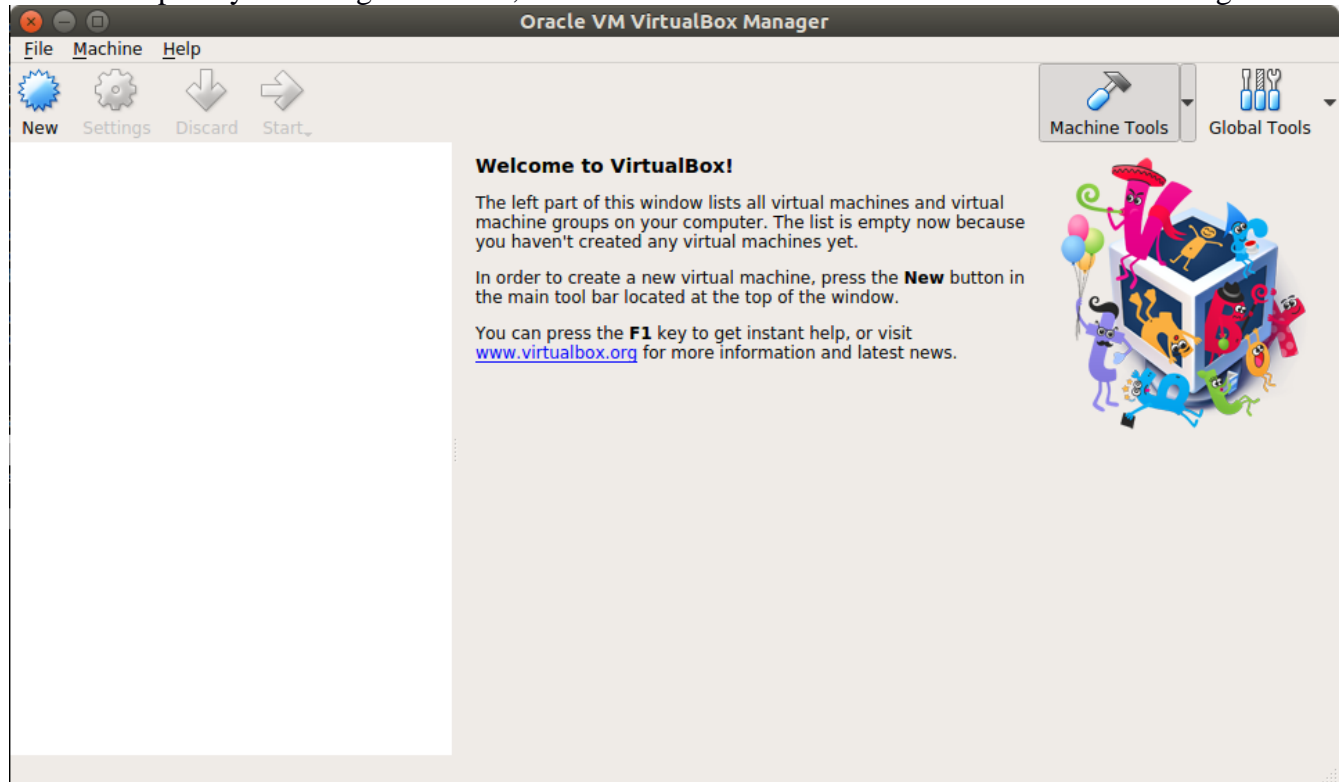 Oracle VM VirtualBox Manager
File Machine Help
New Settings Discard Start
Machine Tools Global Tools
Welcome to VirtualBox!
The left part of this window lists all virtual machines and virtual
machine groups on your computer. The list is empty now because
you haven't created any virtual machines yet.
In order to create a new virtual machine, press the New button in
the main tool bar located at the top of the window.
You can press the F1 key to get instant help, or visit
www.virtualbox.org for more information and latest news.